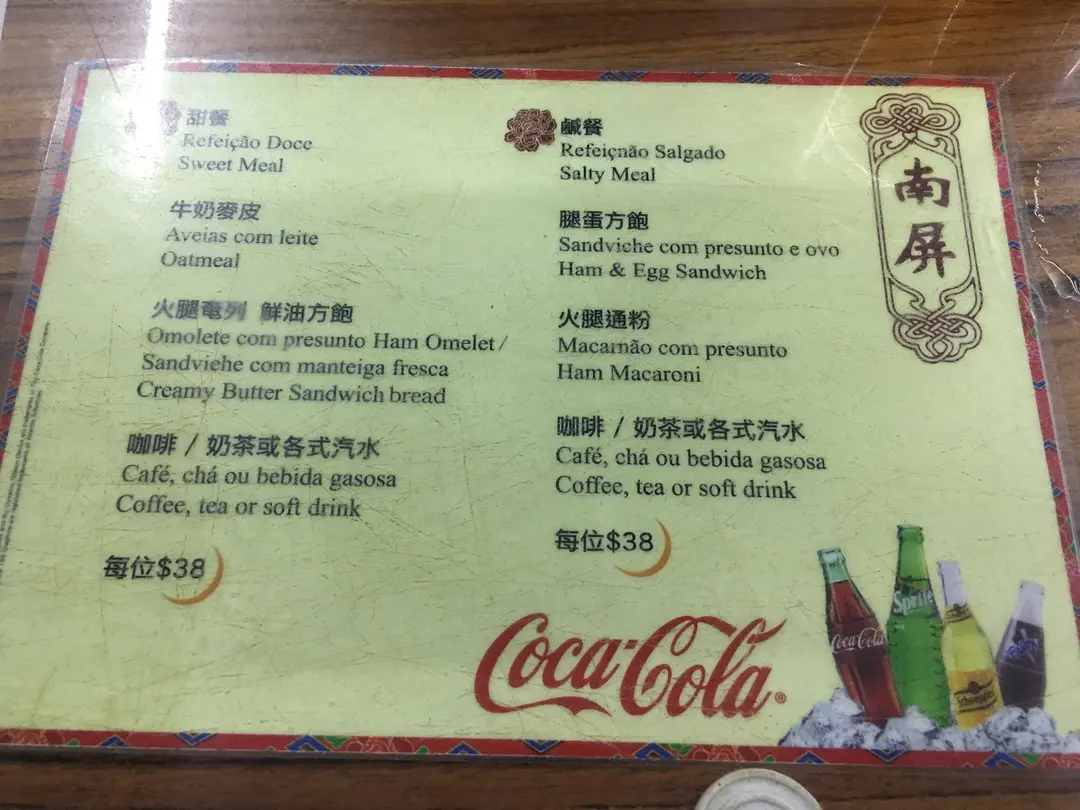 甜餐
Refeição Doce
Sweet Meal
牛奶麥皮
Aveias com leite
Oatmeal
火腿奄列 鮮油方飽
Omolete com presunto Ham Omelet /
Sandviche com manteiga fresca
Creamy Butter Sandwich bread
咖啡 / 奶茶或各式汽水
Café, chá ou bebida gasosa
Coffee, tea or soft drink
每位$38
鹹餐
Refeiçnão Salgado
Salty Meal
腿蛋方飽
Sandviche com presunto e ovo
Ham & Egg Sandwich
火腿通粉
Macarnão com presunto
Ham Macaroni
咖啡 / 奶茶或各式汽水
Café, chá ou bebida gasosa
Coffee, tea or soft drink
每位$38
南屏
Coca-Cola®
Coca-Cola
Sprite
Schweppes